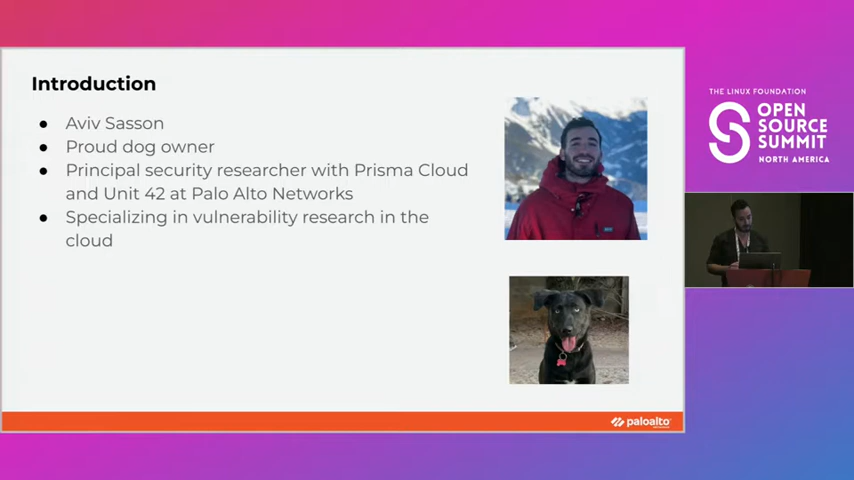 Introduction
● Aviv Sasson
● Proud dog owner
● Principal security researcher with Prisma Cloud
and Unit 42 at Palo Alto Networks
● Specializing in vulnerability research in the
cloud
paloalto
THE LINUX FOUNDATION
OPEN
SOURCE
SUMMIT
NORTH AMERICA